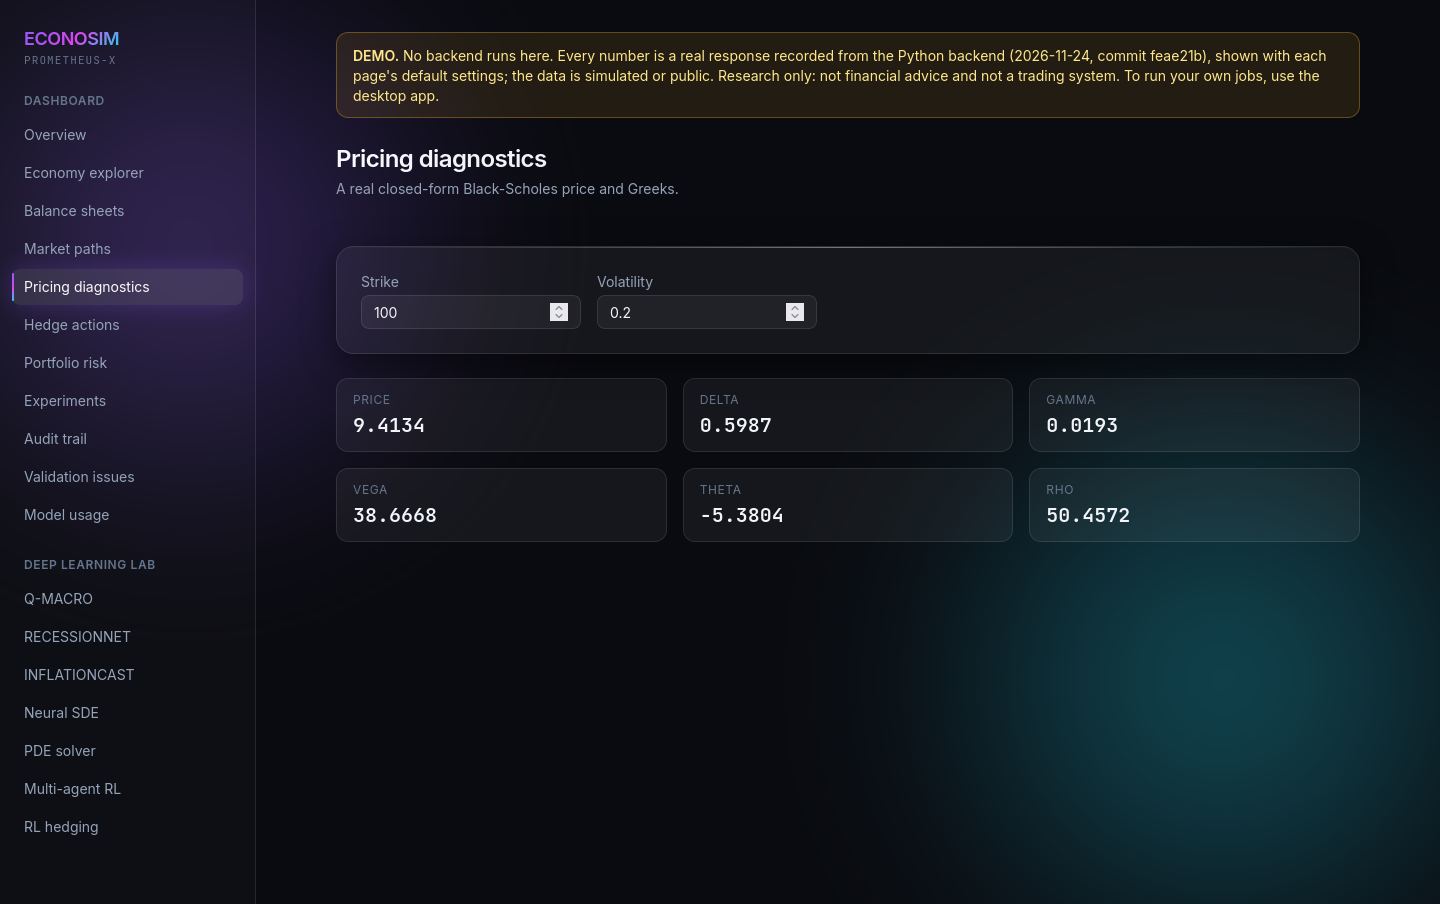 ECONOSIM
PROMETHEUS-X
DASHBOARD
Overview
Economy explorer
Balance sheets
Market paths
Pricing diagnostics
Hedge actions
Portfolio risk
Experiments
Audit trail
Validation issues
Model usage
DEEP LEARNING LAB
Q-MACRO
RECESSIONNET
INFLATIONCAST
Neural SDE
PDE solver
Multi-agent RL
RL hedging
DEMO. No backend runs here. Every number is a real response recorded from the Python backend (2026-11-24, commit feae21b), shown with each
page's default settings; the data is simulated or public. Research only: not financial advice and not a trading system. To run your own jobs, use the
desktop app.
Pricing diagnostics
A real closed-form Black-Scholes price and Greeks.
Strike
100
Volatility
0.2
PRICE
9.4134
DELTA
0.5987
GAMMA
0.0193
VEGA
38.6668
THETA
-5.3804
RHO
50.4572